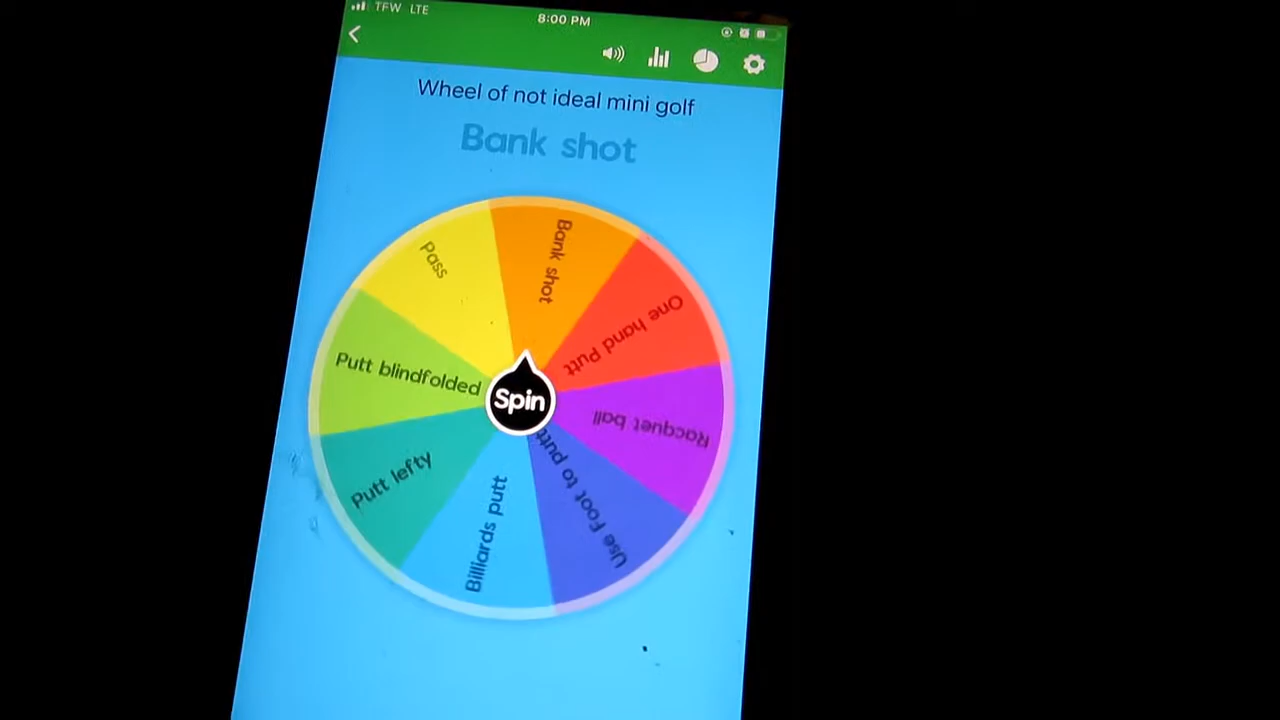 TFW LTE 8:00 PM
Wheel of not ideal mini golf
Bank shot
Bank shot
One hand Putt
Racquet ball
Use Foot to putt
Billiards putt
Putt lefty
Putt blindfolded
Pass
Spin